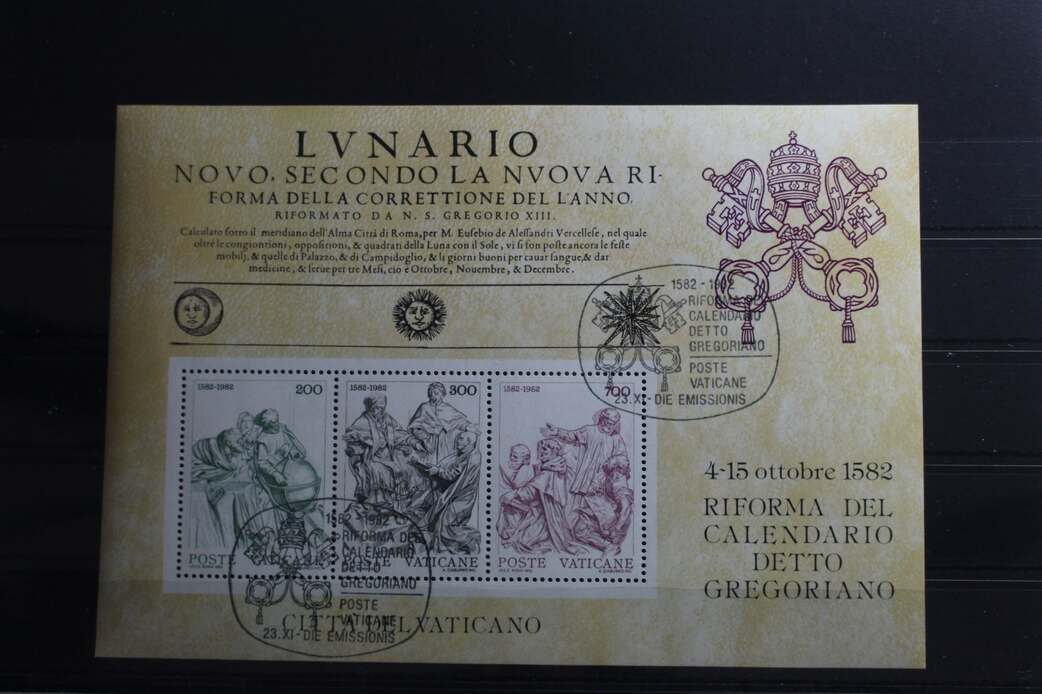 LVNARIO
NOVO, SECONDO LA NVOVA RI-
FORMA DELLA CORRETTIONE DEL L'ANNO,
RIFORMATO DA N. S. GREGORIO XIII.
Calculato sotto il meridiano dell'Alma Città di Roma, per M. Eusebio de Alessandri Vercellese, nel quale
oltre le congiontioni, oppositioni, & quadrati della Luna con il Sole, vi si son poste ancora le feste
mobili, & quelle di Palazzo, & di Campidoglio, & li giorni buoni per cauar sangue, & dar
medicine, & serue per tre Mesi, cio è Ottobre, Nouembre, & Decembre.
1582 - 1982
RIFORMA DEL
CALENDARIO
DETTO
GREGORIANO
POSTE
VATICANE
23.XI - DIE EMISSIONIS
1582-1982 200
POSTE VATICANE
1582-1982 300
POSTE VATICANE
1582-1982 700
POSTE VATICANE
4-15 ottobre 1582
RIFORMA DEL
CALENDARIO
DETTO
GREGORIANO
1582 - 1982
RIFORMA DEL
CALENDARIO
DETTO
GREGORIANO
POSTE
VATICANE
23.XI - DIE EMISSIONIS
CITTÀ DEL VATICANO